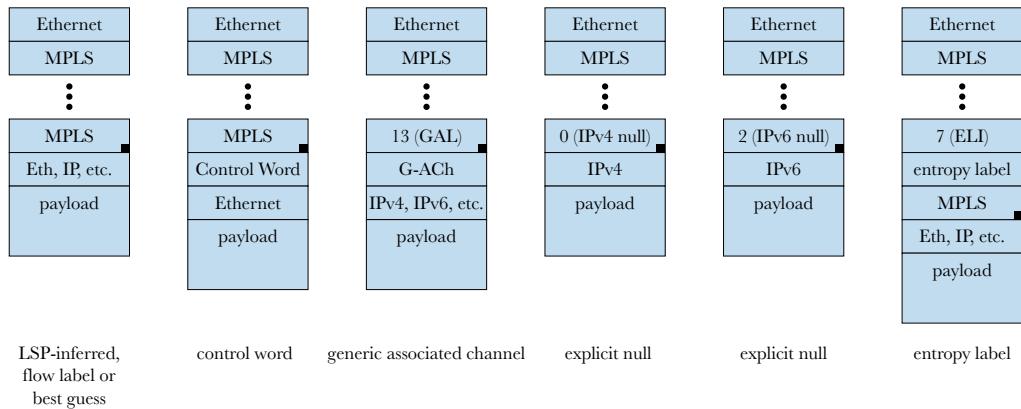 Ethernet
MPLS
MPLS
Eth, IP, etc.
payload
LSP-inferred,
flow label or
best guess
Ethernet
MPLS
MPLS
Control Word
Ethernet
payload
control word
Ethernet
MPLS
13 (GAL)
G-ACh
IPv4, IPv6, etc.
payload
generic associated channel
Ethernet
MPLS
0 (IPv4 null)
IPv4
payload
explicit null
Ethernet
MPLS
2 (IPv6 null)
IPv6
payload
explicit null
Ethernet
MPLS
7 (ELI)
entropy label
MPLS
Eth, IP, etc.
payload
entropy label